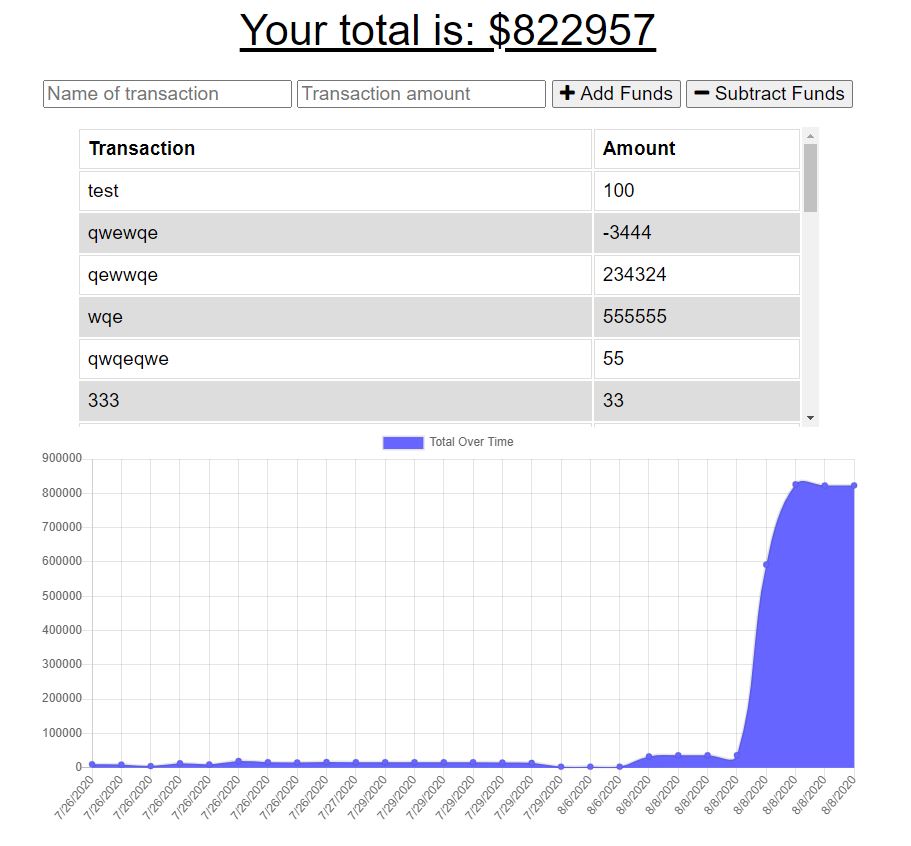 Your total is: $822957
Name of transaction Transaction amount + Add Funds − Subtract Funds
Transaction Amount
test 100
qwewqe -3444
qewwqe 234324
wqe 555555
qwqeqwe 55
333 33
Total Over Time
900000
800000
700000
600000
500000
400000
300000
200000
100000
0
7/26/2020 7/26/2020 7/26/2020 7/26/2020 7/26/2020 7/26/2020 7/26/2020 7/26/2020 7/26/2020 7/27/2020 7/29/2020 7/29/2020 7/29/2020 7/29/2020 7/29/2020 7/29/2020 7/29/2020 8/6/2020 8/6/2020 8/8/2020 8/8/2020 8/8/2020 8/8/2020 8/8/2020 8/8/2020 8/8/2020 8/8/2020